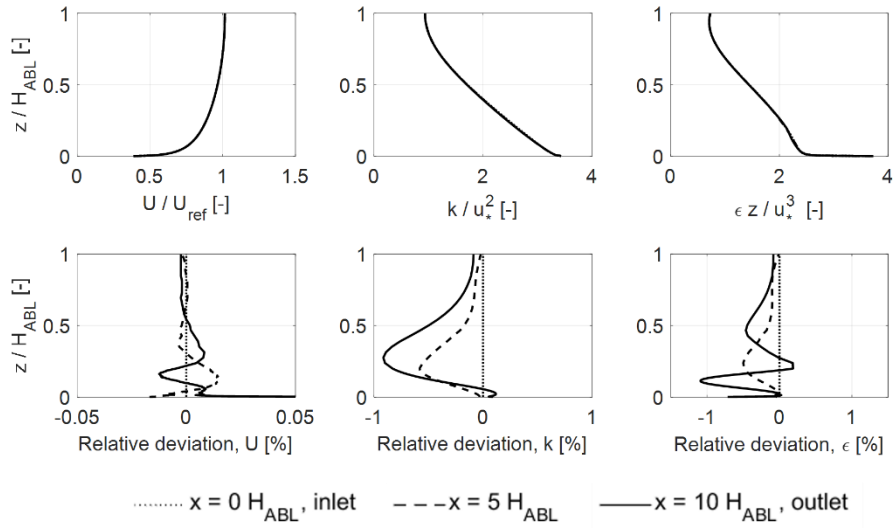 1
0.5
0
z / H_ABL [-]
0.5 1 1.5
U / U_ref [-]
1
0.5
0
0 2 4
k / u_*^2 [-]
1
0.5
0
0 2 4
ϵ z / u_*^3 [-]
1
0.5
0
z / H_ABL [-]
-0.05 0 0.05
Relative deviation, U [%]
1
0.5
0
-1 0 1
Relative deviation, k [%]
1
0.5
0
-1 0 1
Relative deviation, ϵ [%]
x = 0 H_ABL, inlet x = 5 H_ABL x = 10 H_ABL, outlet